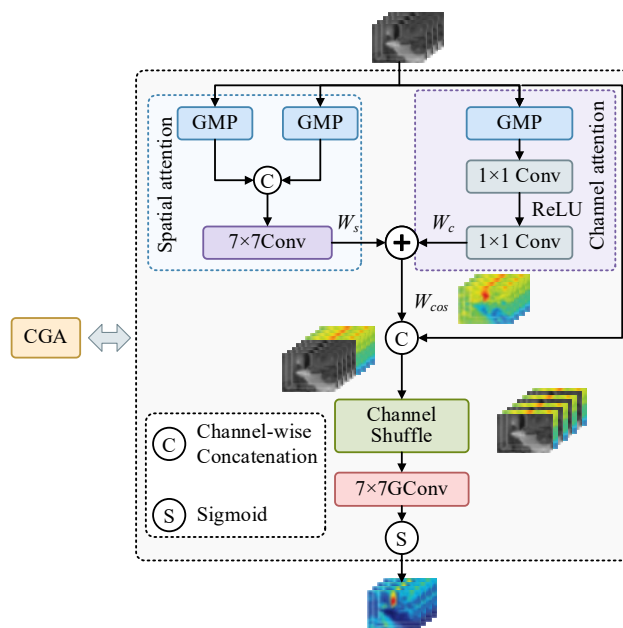 GMP
GMP
GMP
Spatial attention
C
1×1 Conv
ReLU
Channel attention
7×7Conv
W_s
+
W_c
1×1 Conv
W_cos
CGA
C
Channel
Shuffle
C
Channel-wise
Concatenation
7×7GConv
S
Sigmoid
S